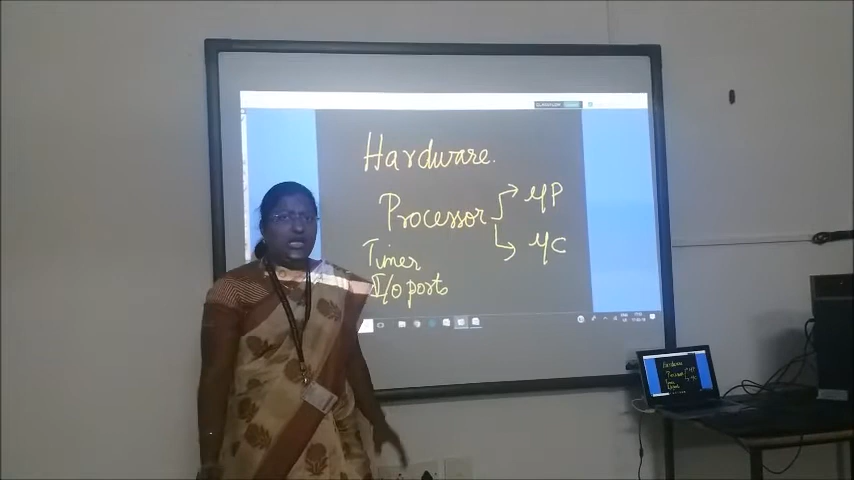 Hardware.
Processor → μP
→ μC
Timer
I/o ports